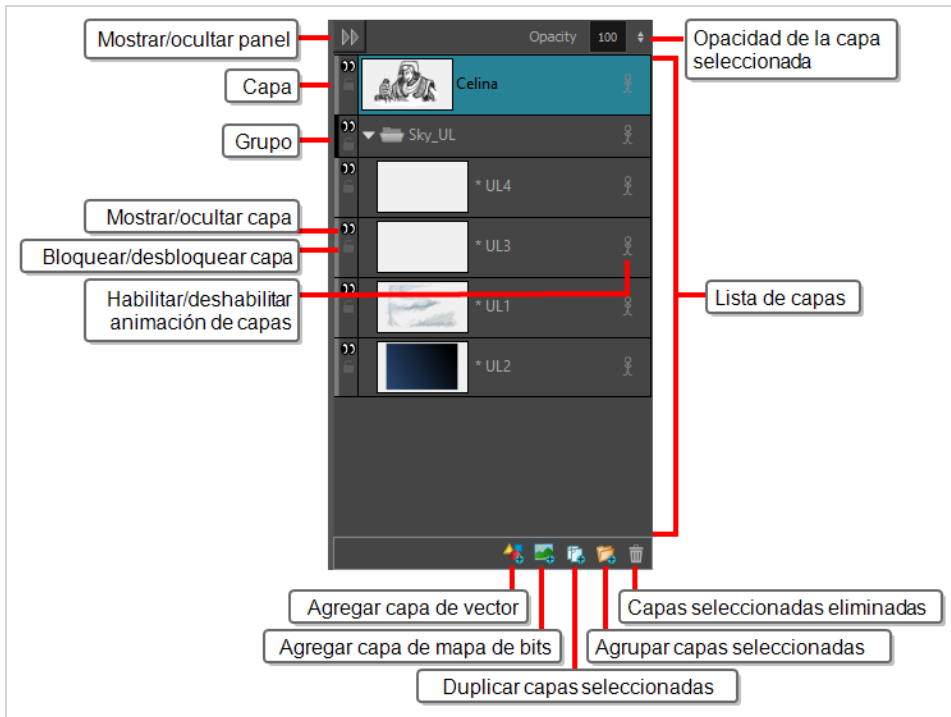 Mostrar/ocultar panel
Opacity 100
Opacidad de la capa
seleccionada
Capa
Celina
Grupo
Sky_UL
* UL4
Mostrar/ocultar capa
Bloquear/desbloquear capa
* UL3
Habilitar/deshabilitar
animación de capas
* UL1
Lista de capas
* UL2
Agregar capa de vector
Capas seleccionadas eliminadas
Agregar capa de mapa de bits
Agrupar capas seleccionadas
Duplicar capas seleccionadas